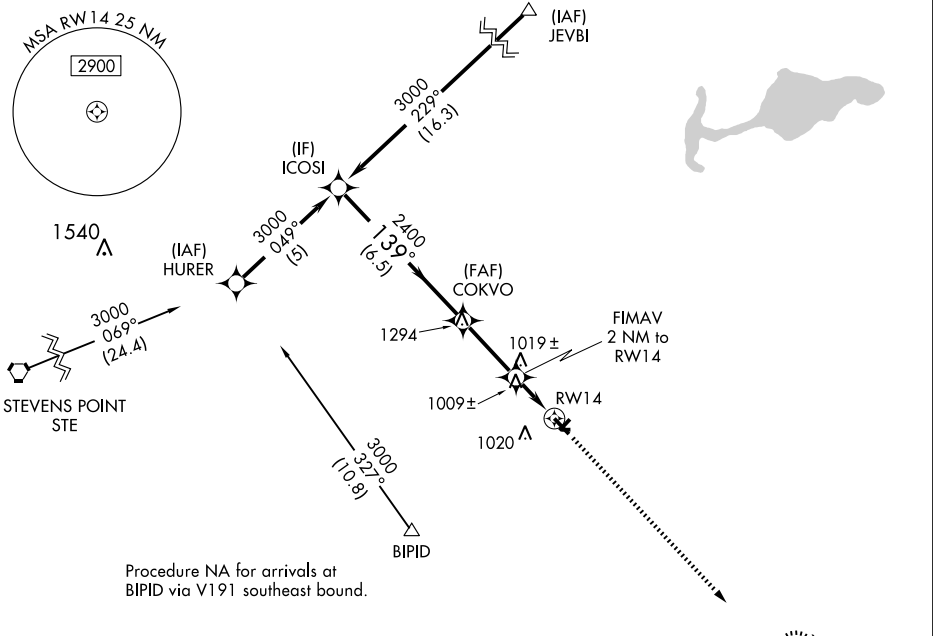 MSA RW14 25 NM
2900
(IAF)
JEVBI
3000
229°
(16.3)
(IF)
ICOSI
1540
(IAF)
HURER
3000
049°
(5)
2400
139°
(6.5)
(FAF)
COKVO
3000
069°
(24.4)
1294
FIMAV
2 NM to
RW14
1019±
STEVENS POINT
STE
1009±
RW14
1020
3000
327°
(10.8)
BIPID
Procedure NA for arrivals at
BIPID via V191 southeast bound.